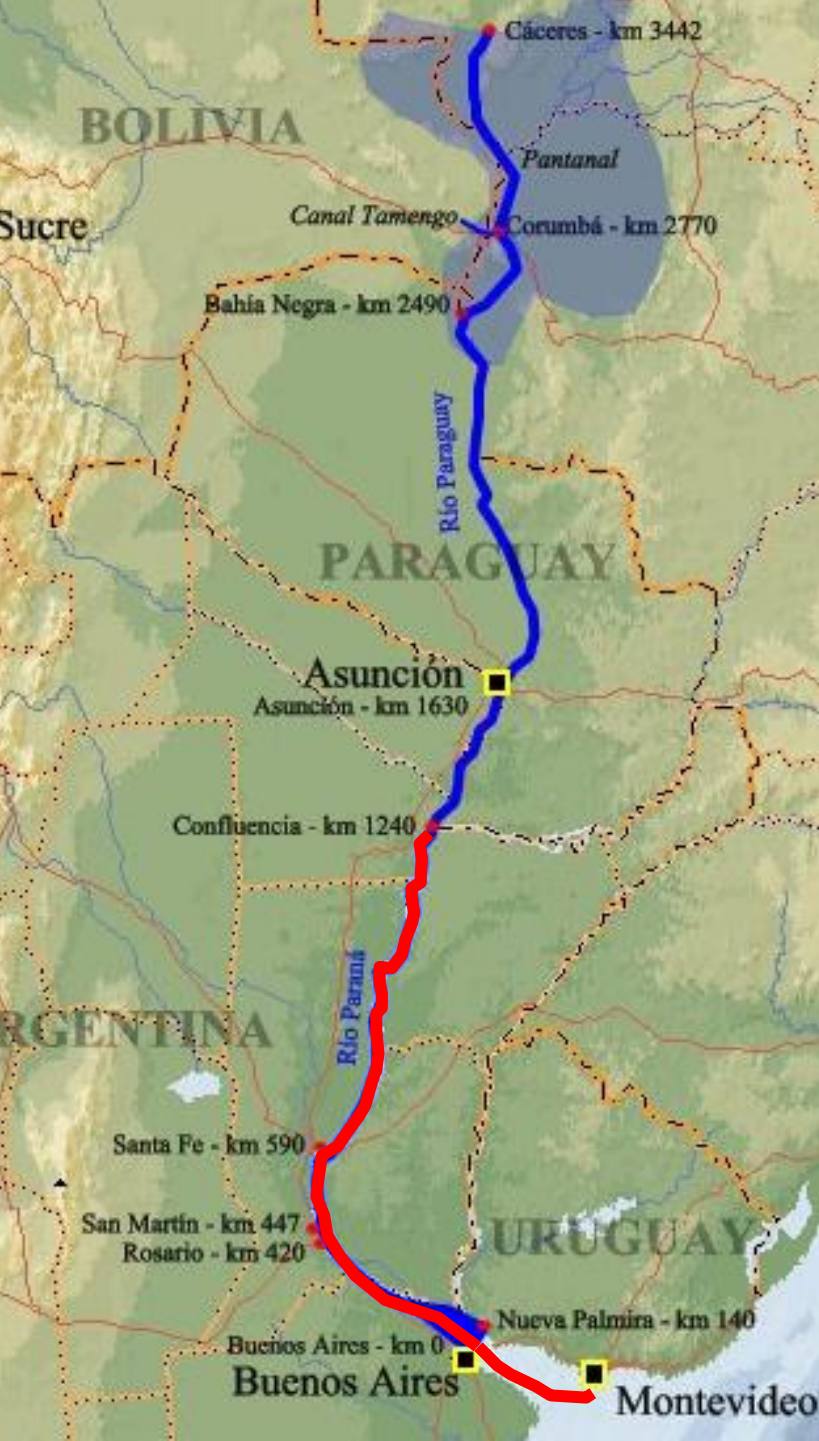 Cáceres - km 3442
BOLIVIA
Pantanal
Canal Tamengo
Sucre
Corumbá - km 2770
Bahía Negra - km 2490
Río Paraguay
PARAGUAY
Asunción
Asunción - km 1630
Confluencia - km 1240
Río Paraná
RGENTINA
Santa Fe - km 590
San Martín - km 447
URUGUAY
Rosario - km 420
Nueva Palmira - km 140
Buenos Aires - km 0
Buenos Aires
Montevideo